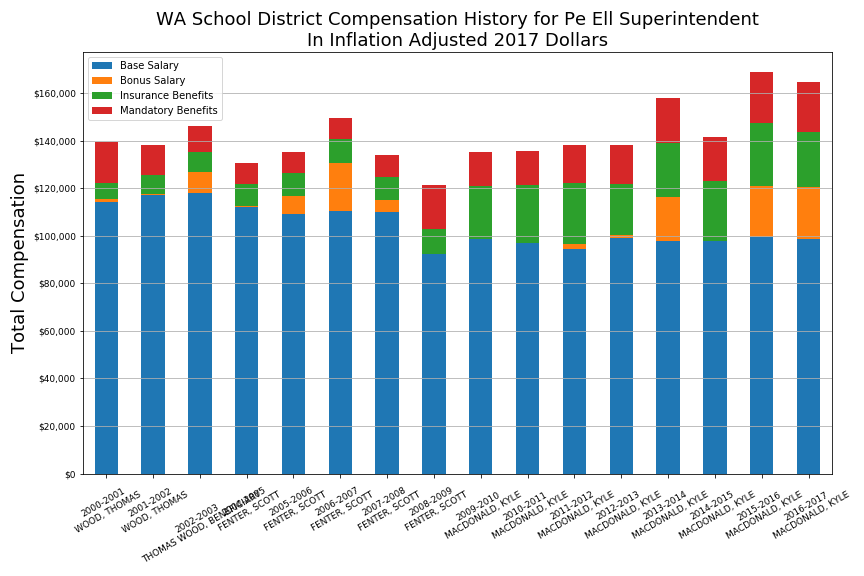 WA School District Compensation History for Pe Ell Superintendent
In Inflation Adjusted 2017 Dollars
Base Salary
Bonus Salary
Insurance Benefits
Mandatory Benefits
Total Compensation
$160,000
$140,000
$120,000
$100,000
$80,000
$60,000
$40,000
$20,000
$0
2000-2001
WOOD, THOMAS
2001-2002
WOOD, THOMAS
2002-2003
THOMAS WOOD, BENEFICIARY
2004-2005
FENTER, SCOTT
2005-2006
FENTER, SCOTT
2006-2007
FENTER, SCOTT
2007-2008
FENTER, SCOTT
2008-2009
FENTER, SCOTT
2009-2010
MACDONALD, KYLE
2010-2011
MACDONALD, KYLE
2011-2012
MACDONALD, KYLE
2012-2013
MACDONALD, KYLE
2013-2014
MACDONALD, KYLE
2014-2015
MACDONALD, KYLE
2015-2016
MACDONALD, KYLE
2016-2017
MACDONALD, KYLE